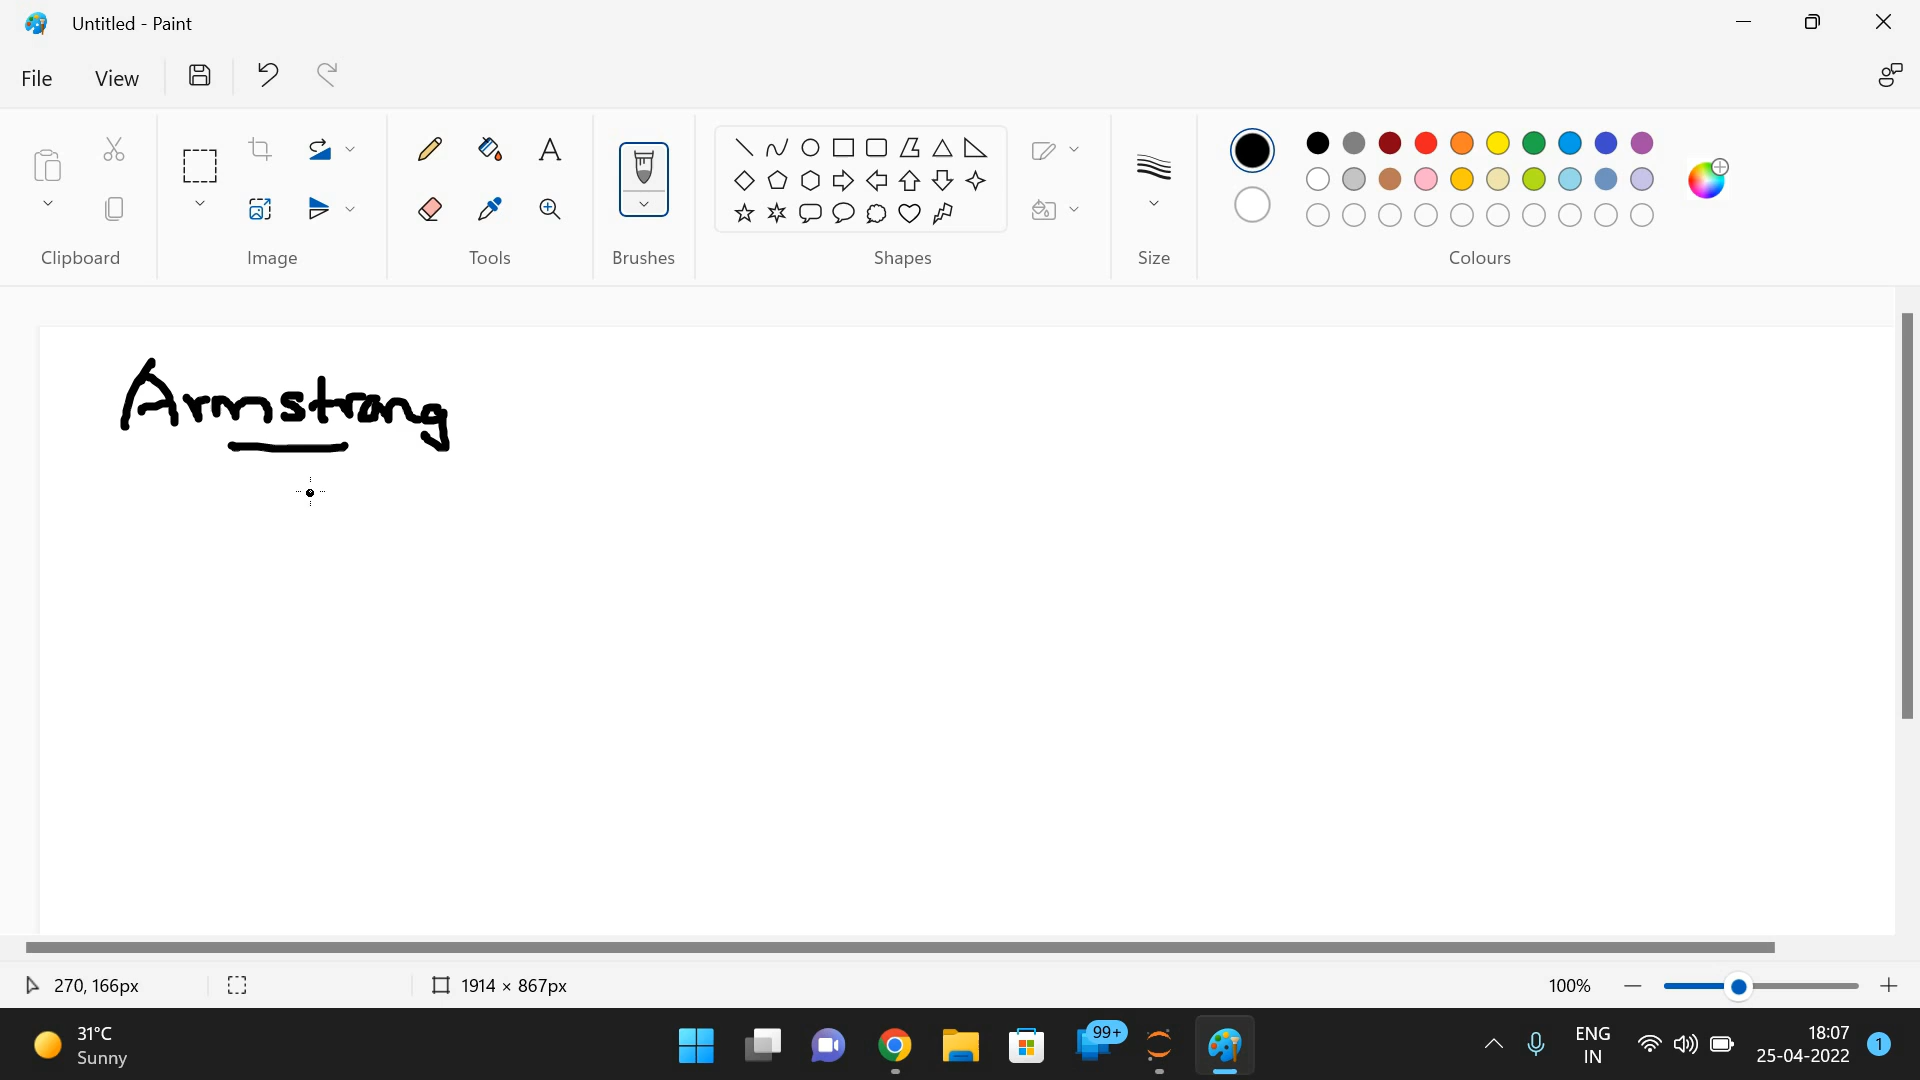 Untitled - Paint
File View
Clipboard Image Tools Brushes Shapes Size Colours
Armstrong
270, 166px 1914 × 867px 100%
31°C
Sunny
99+
ENG
IN
18:07
25-04-2022
1